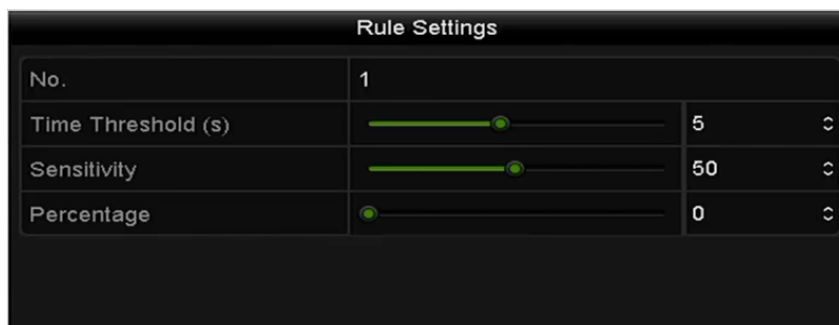 Rule Settings
No. 1
Time Threshold (s) 5
Sensitivity 50
Percentage 0